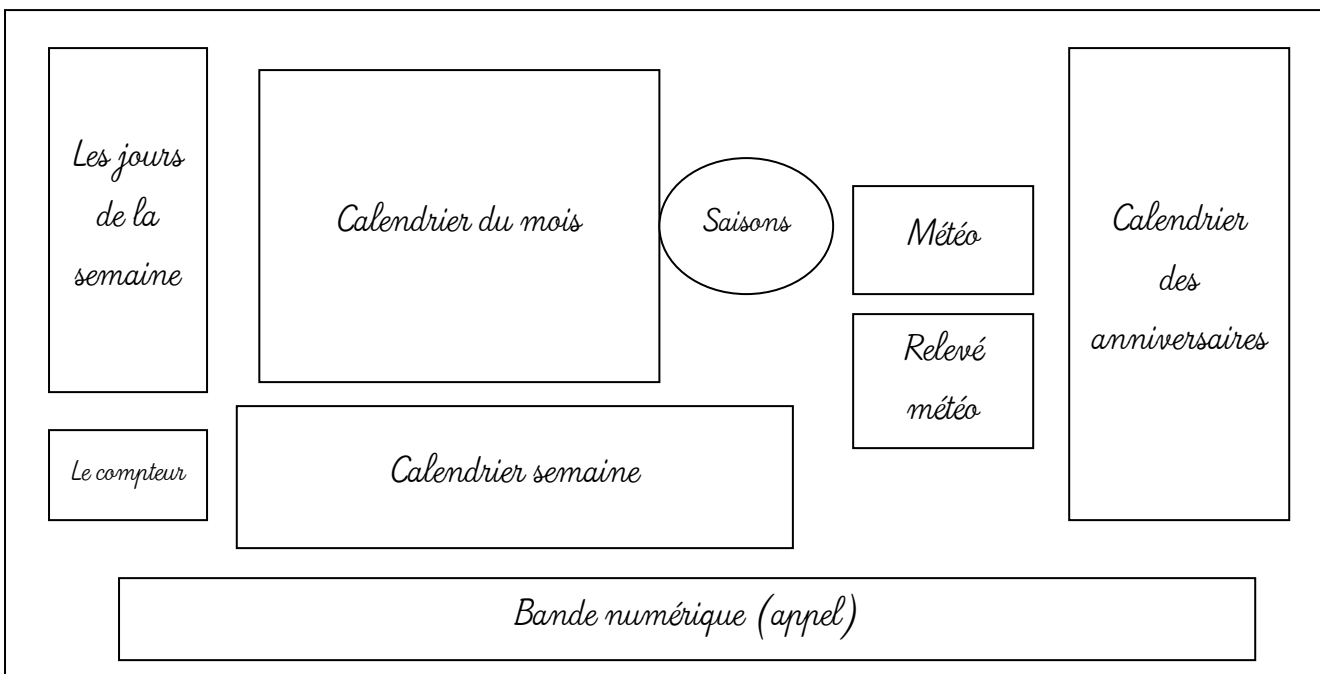 Les jours
de la
semaine
Calendrier du mois
Saisons
Météo
Relevé
météo
Calendrier
des
anniversaires
Le compteur
Calendrier semaine
Bande numérique (appel)